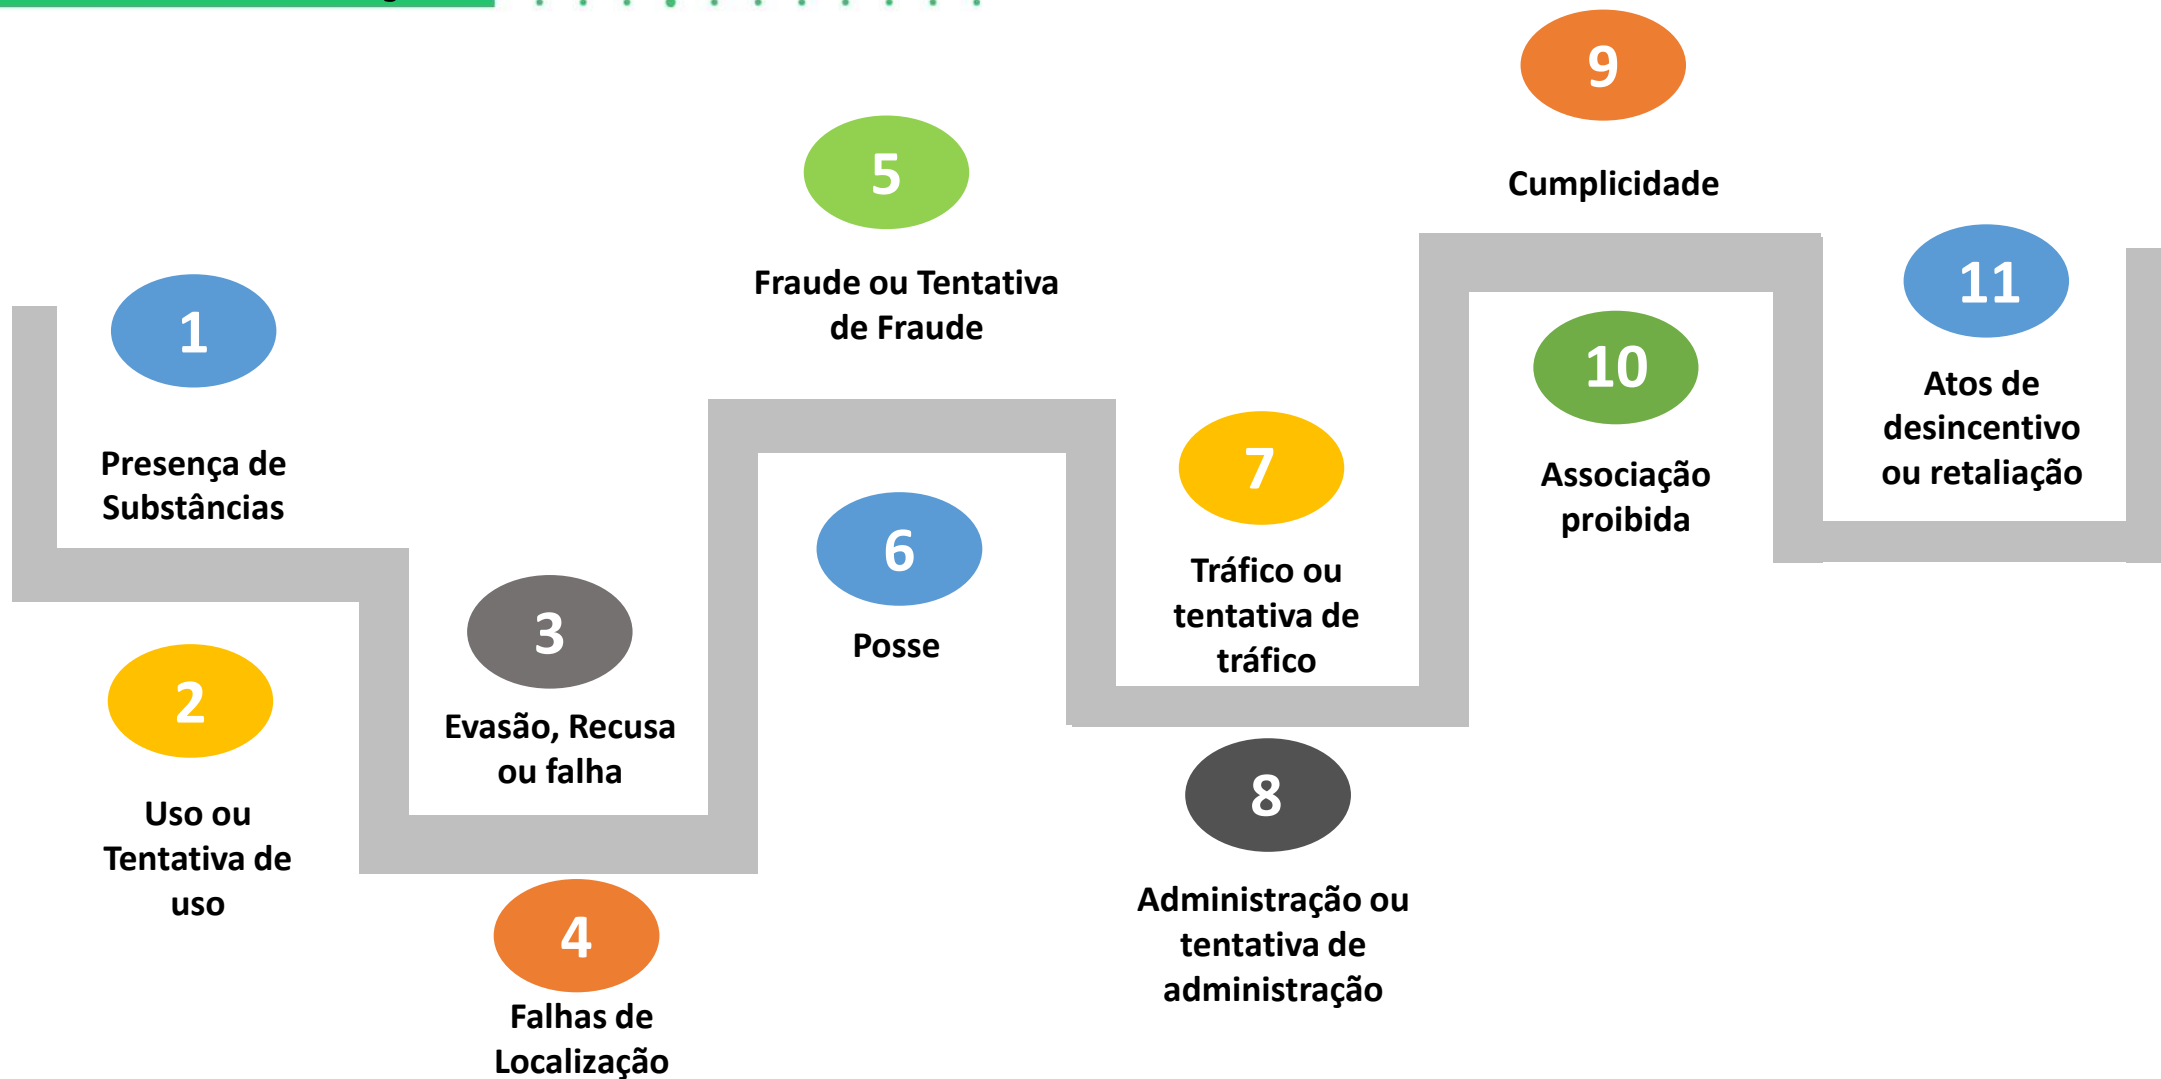 1
Presença de
Substâncias
2
Uso ou
Tentativa de
uso
3
Evasão, Recusa
ou falha
4
Falhas de
Localização
5
Fraude ou Tentativa
de Fraude
6
Posse
7
Tráfico ou
tentativa de
tráfico
8
Administração ou
tentativa de
administração
9
Cumplicidade
10
Associação
proibida
11
Atos de
desincentivo
ou retaliação